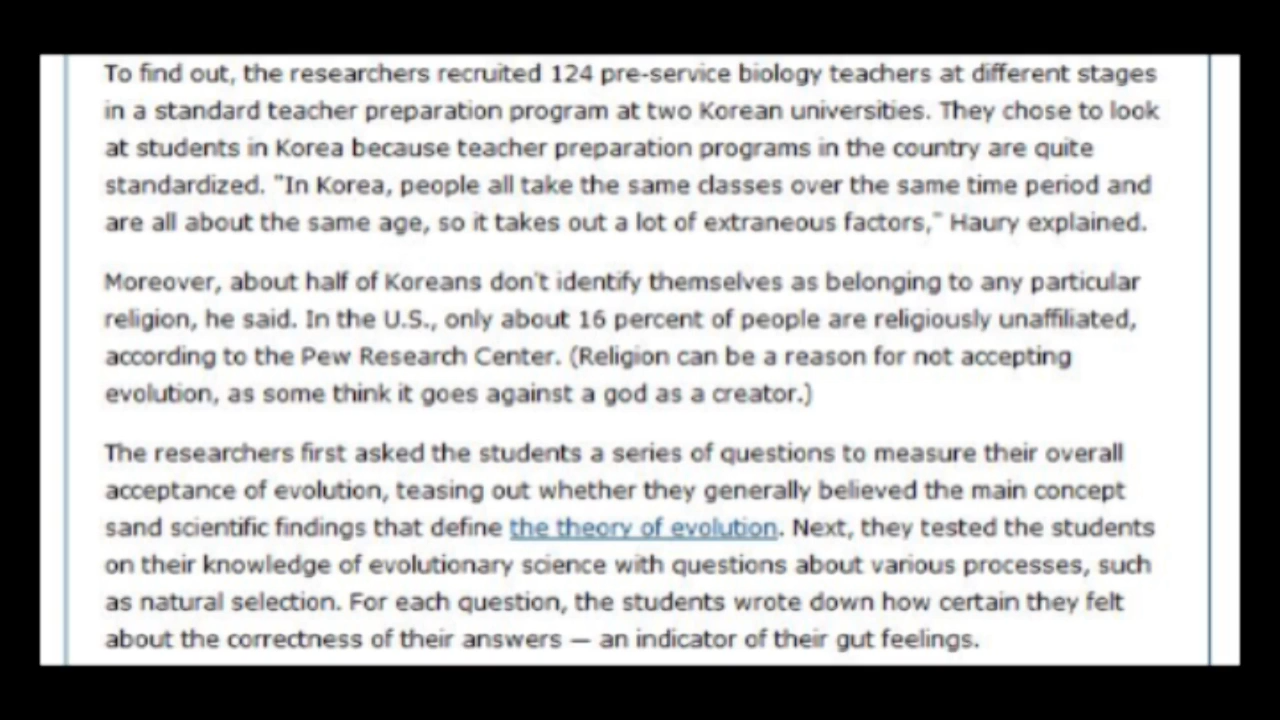 To find out, the researchers recruited 124 pre-service biology teachers at different stages
in a standard teacher preparation program at two Korean universities. They chose to look
at students in Korea because teacher preparation programs in the country are quite
standardized. "In Korea, people all take the same classes over the same time period and
are all about the same age, so it takes out a lot of extraneous factors," Haury explained.
Moreover, about half of Koreans don't identify themselves as belonging to any particular
religion, he said. In the U.S., only about 16 percent of people are religiously unaffiliated,
according to the Pew Research Center. (Religion can be a reason for not accepting
evolution, as some think it goes against a god as a creator.)
The researchers first asked the students a series of questions to measure their overall
acceptance of evolution, teasing out whether they generally believed the main concept
sand scientific findings that define the theory of evolution. Next, they tested the students
on their knowledge of evolutionary science with questions about various processes, such
as natural selection. For each question, the students wrote down how certain they felt
about the correctness of their answers — an indicator of their gut feelings.